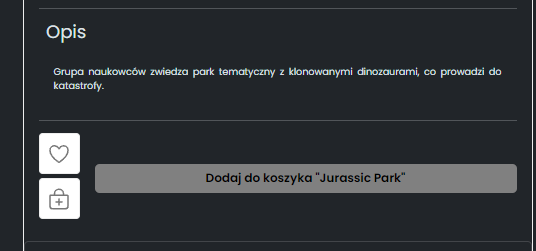 Opis
Grupa naukowców zwiedza park tematyczny z klonowanymi dinozaurami, co prowadzi do
katastrofy.
Dodaj do koszyka "Jurassic Park"